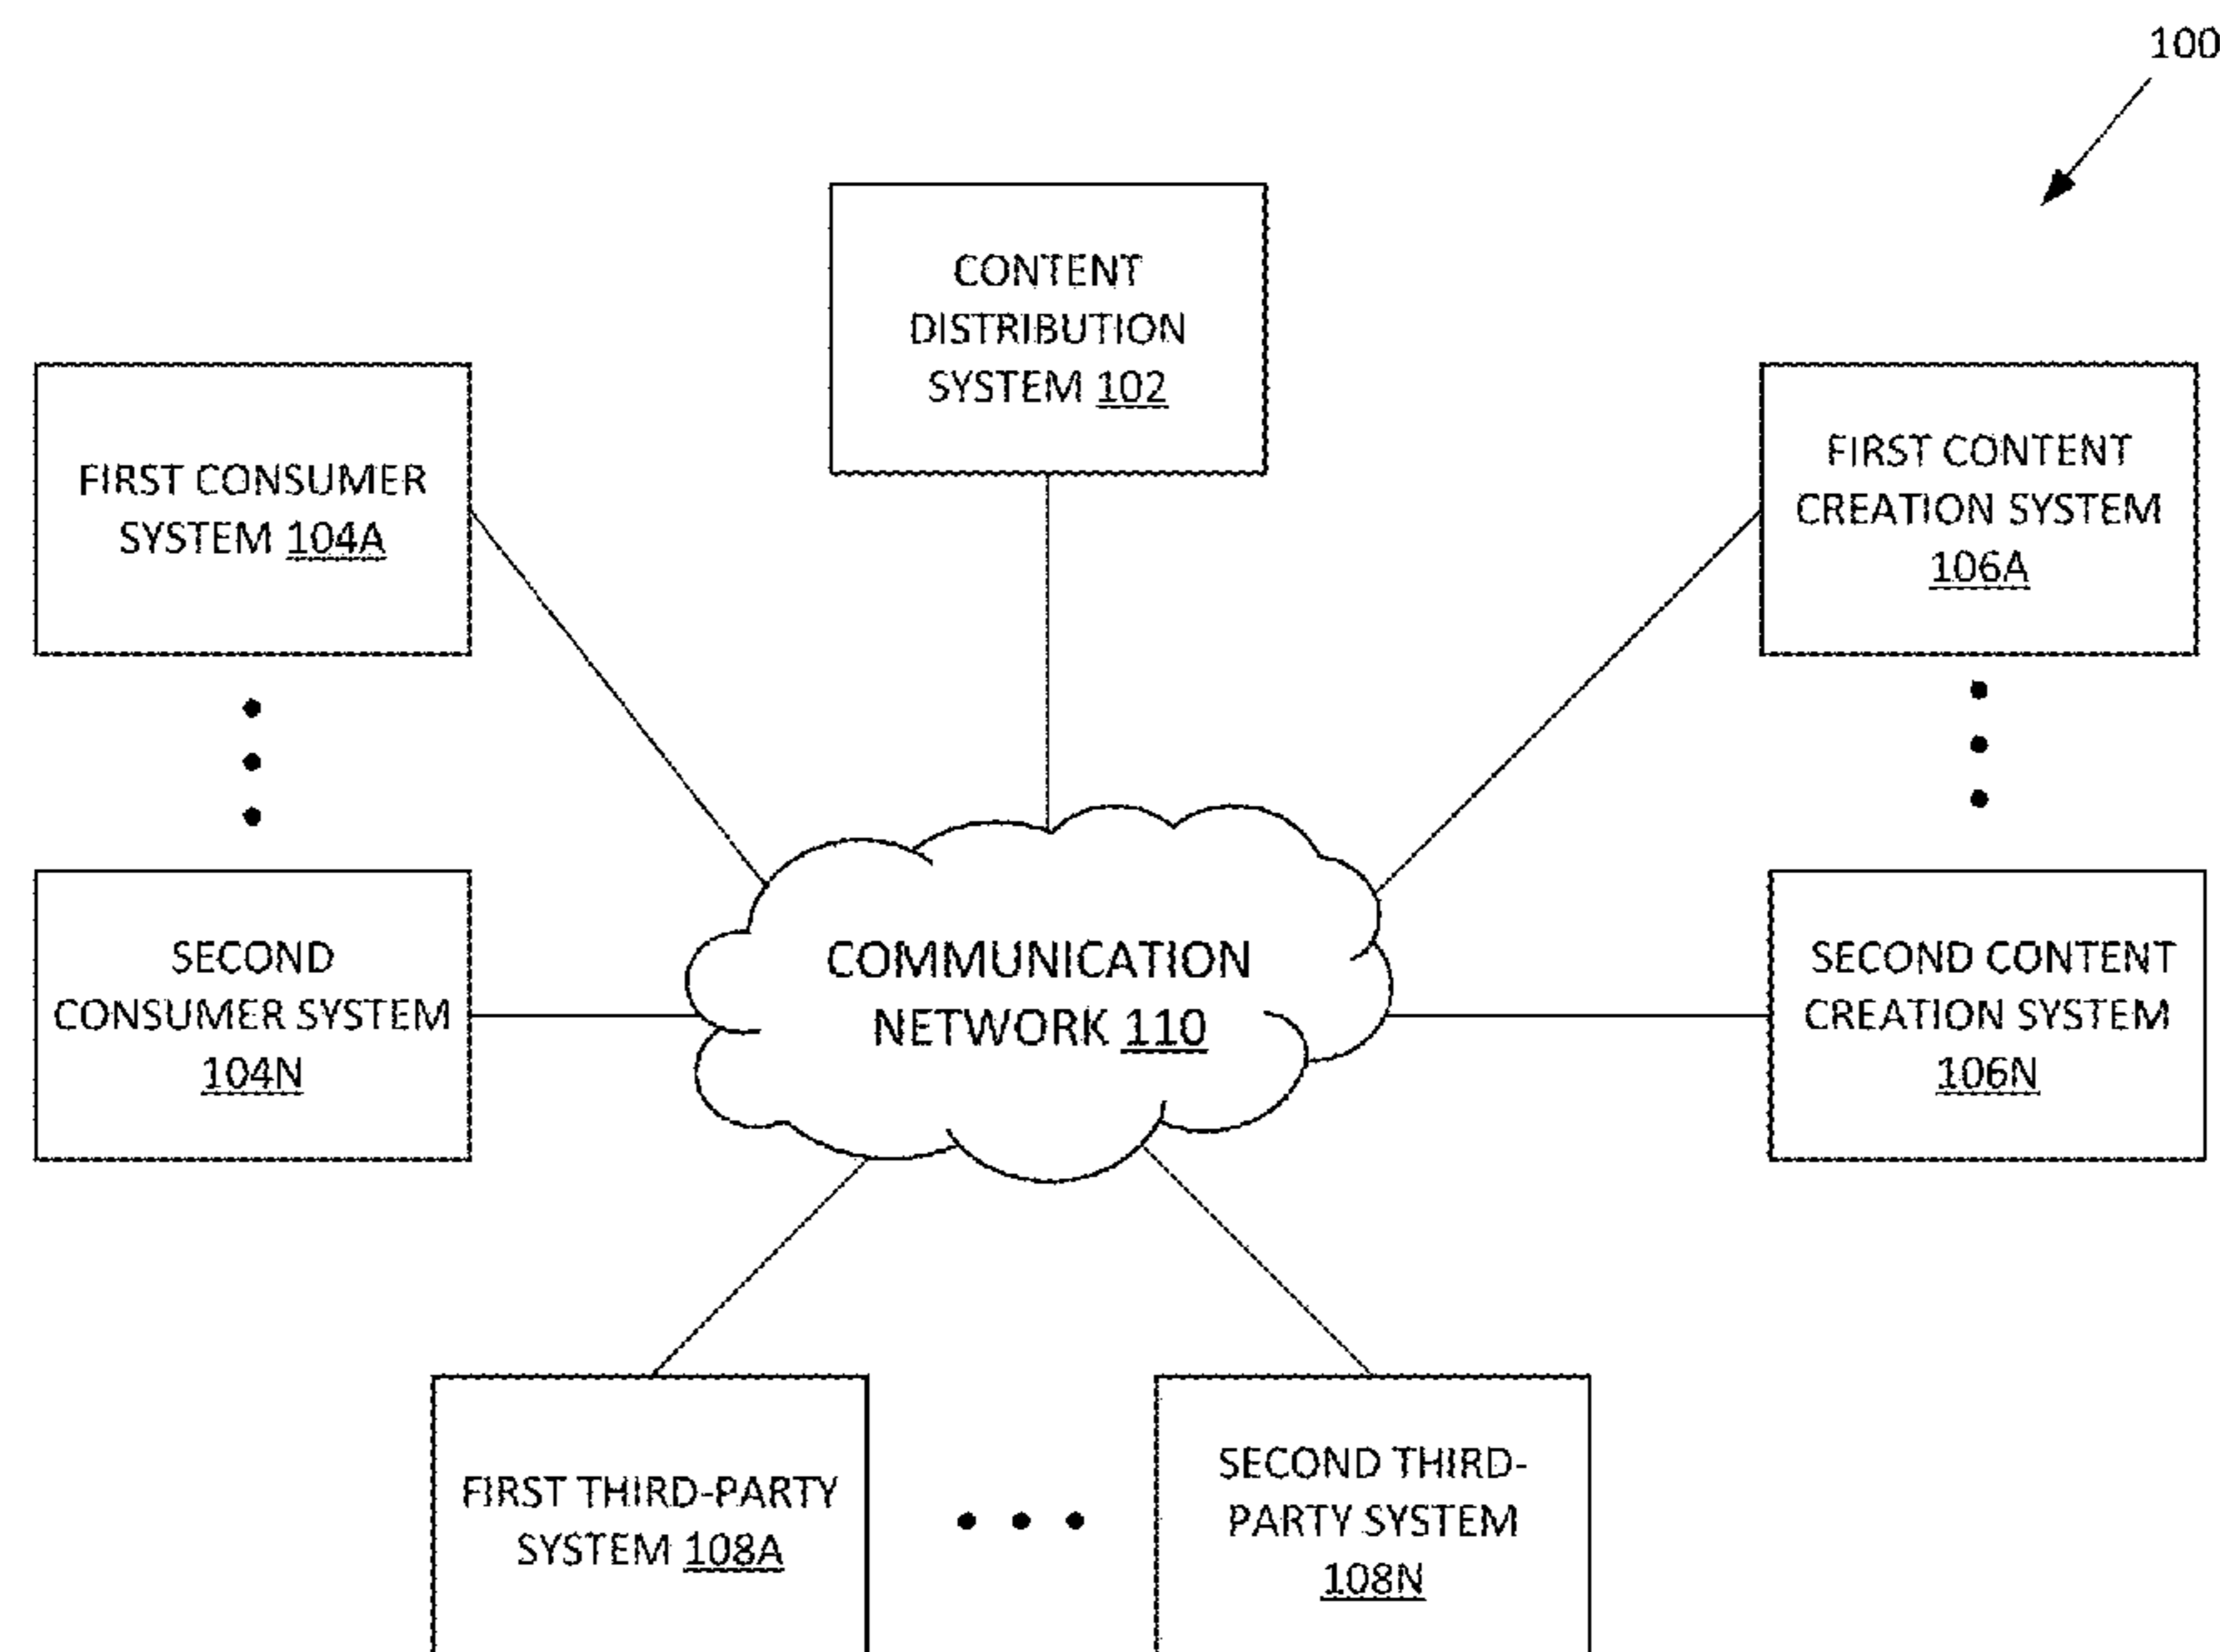 100
CONTENT
DISTRIBUTION
SYSTEM 102
FIRST CONSUMER
SYSTEM 104A
FIRST CONTENT
CREATION SYSTEM
106A
SECOND
CONSUMER SYSTEM
104N
COMMUNICATION
NETWORK 110
SECOND CONTENT
CREATION SYSTEM
106N
FIRST THIRD-PARTY
SYSTEM 108A
SECOND THIRD-
PARTY SYSTEM
108N